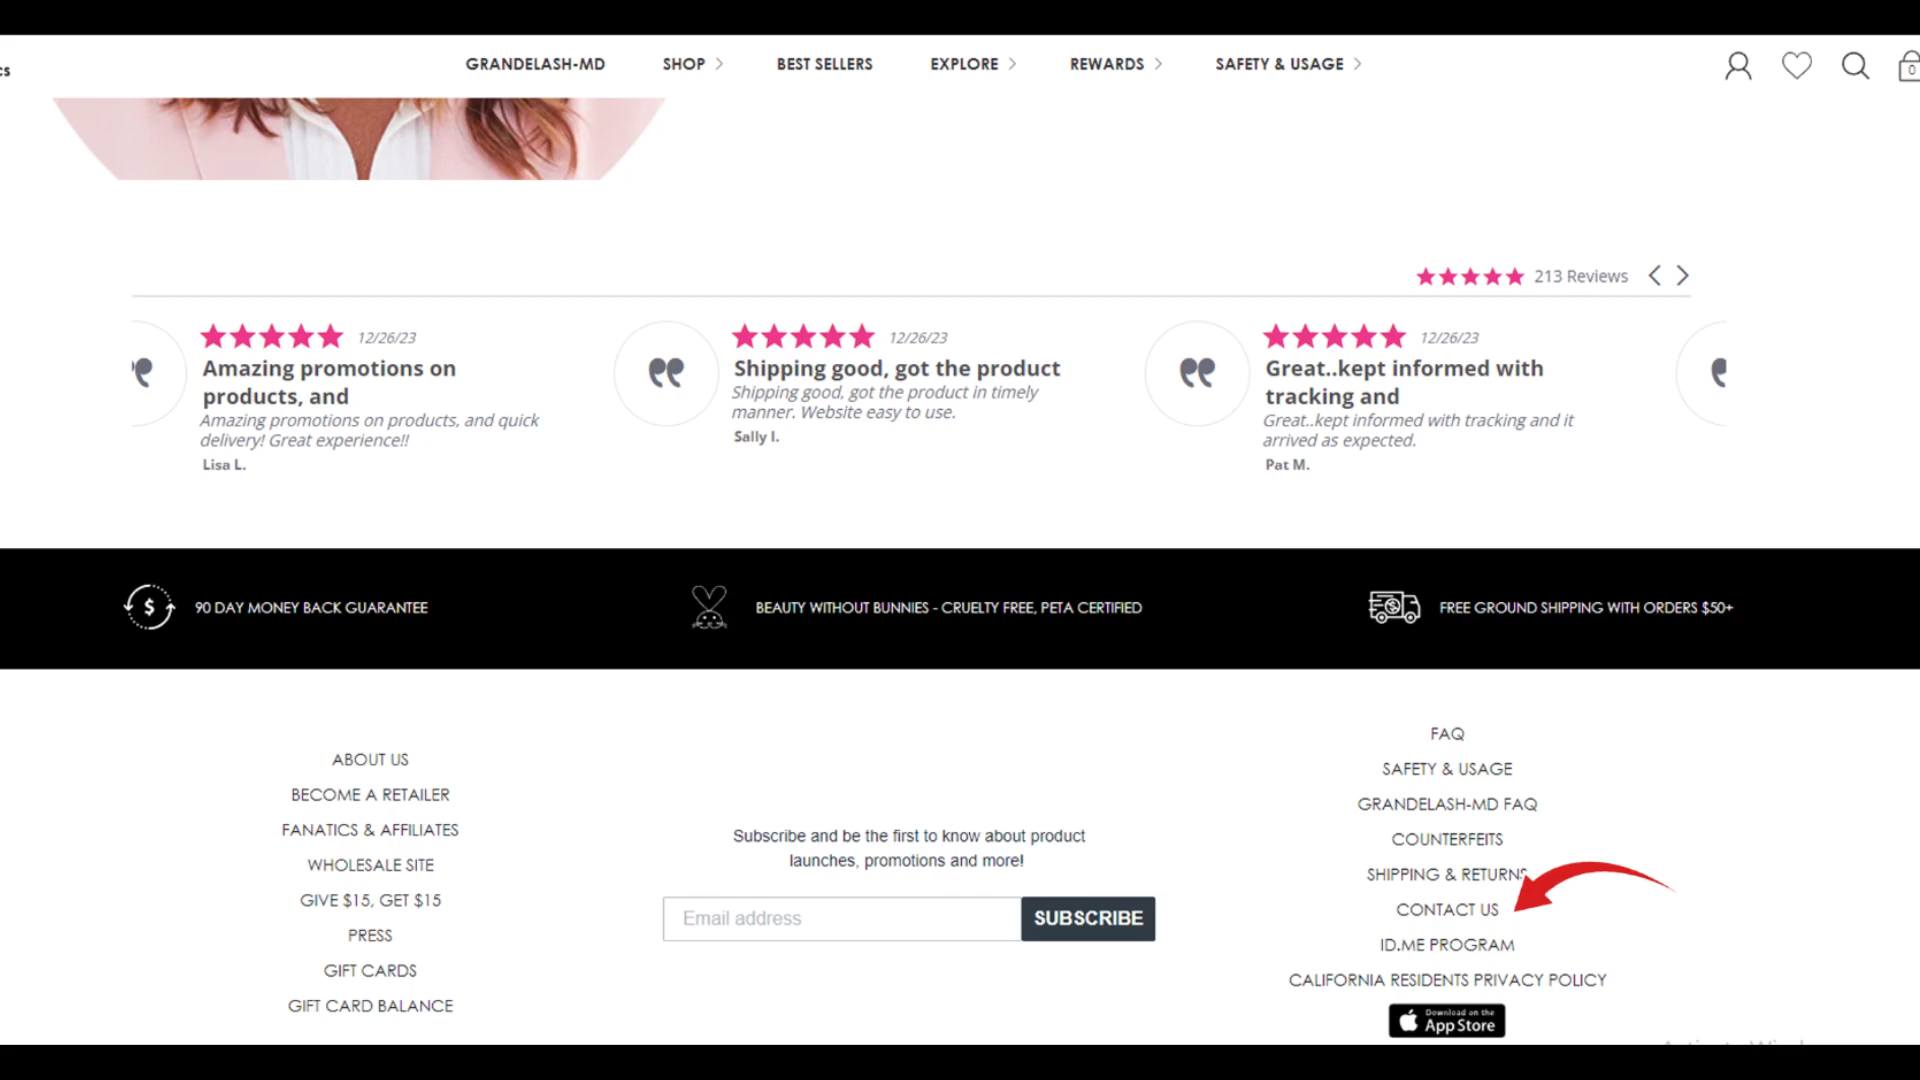 cs
GRANDELASH-MD
SHOP
BEST SELLERS
EXPLORE
REWARDS
SAFETY & USAGE
0
213 Reviews
12/26/23
Amazing promotions on
products, and
Amazing promotions on products, and quick
delivery! Great experience!!
Lisa L.
12/26/23
Shipping good, got the product
Shipping good, got the product in timely
manner. Website easy to use.
Sally I.
12/26/23
Great..kept informed with
tracking and
Great..kept informed with tracking and it
arrived as expected.
Pat M.
90 DAY MONEY BACK GUARANTEE
BEAUTY WITHOUT BUNNIES - CRUELTY FREE, PETA CERTIFIED
FREE GROUND SHIPPING WITH ORDERS $50+
ABOUT US
BECOME A RETAILER
FANATICS & AFFILIATES
WHOLESALE SITE
GIVE $15, GET $15
PRESS
GIFT CARDS
GIFT CARD BALANCE
Subscribe and be the first to know about product
launches, promotions and more!
Email address
SUBSCRIBE
FAQ
SAFETY & USAGE
GRANDELASH-MD FAQ
COUNTERFEITS
SHIPPING & RETURNS
CONTACT US
ID.ME PROGRAM
CALIFORNIA RESIDENTS PRIVACY POLICY
Download on the
App Store